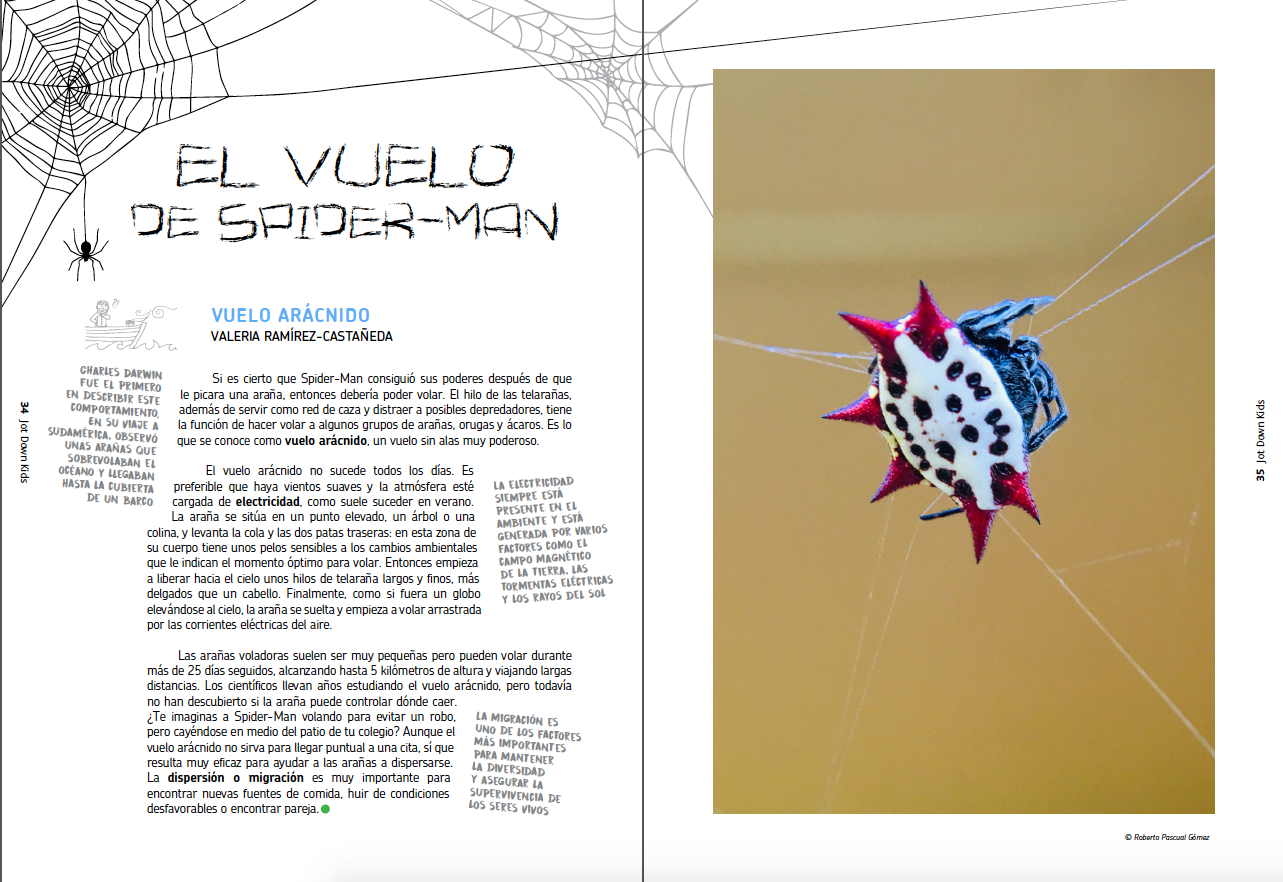 EL VUELO
DE SPIDER-MAN
VUELO ARÁCNIDO
VALERIA RAMÍREZ-CASTAÑEDA
?!
CHARLES DARWIN
FUE EL PRIMERO
EN DESCRIBIR ESTE
COMPORTAMIENTO.
EN SU VIAJE A
SUDAMÉRICA, OBSERVÓ
UNAS ARAÑAS QUE
SOBREVOLABAN EL
OCÉANO Y LLEGABAN
HASTA LA CUBIERTA
DE UN BARCO
34 Jot Down Kids
Si es cierto que Spider-Man consiguió sus poderes después de que
le picara una araña, entonces debería poder volar. El hilo de las telarañas,
además de servir como red de caza y distraer a posibles depredadores, tiene
la función de hacer volar a algunos grupos de arañas, orugas y ácaros. Es lo
que se conoce como vuelo arácnido, un vuelo sin alas muy poderoso.
El vuelo arácnido no sucede todos los días. Es
preferible que haya vientos suaves y la atmósfera esté
cargada de electricidad, como suele suceder en verano.
La araña se sitúa en un punto elevado, un árbol o una
colina, y levanta la cola y las dos patas traseras: en esta zona de
su cuerpo tiene unos pelos sensibles a los cambios ambientales
que le indican el momento óptimo para volar. Entonces empieza
a liberar hacia el cielo unos hilos de telaraña largos y finos, más
delgados que un cabello. Finalmente, como si fuera un globo
elevándose al cielo, la araña se suelta y empieza a volar arrastrada
por las corrientes eléctricas del aire.
LA ELECTRICIDAD
SIEMPRE ESTÁ
PRESENTE EN EL
AMBIENTE Y ESTÁ
GENERADA POR VARIOS
FACTORES COMO EL
CAMPO MAGNÉTICO
DE LA TIERRA, LAS
TORMENTAS ELÉCTRICAS
Y LOS RAYOS DEL SOL
Las arañas voladoras suelen ser muy pequeñas pero pueden volar durante
más de 25 días seguidos, alcanzando hasta 5 kilómetros de altura y viajando largas
distancias. Los científicos llevan años estudiando el vuelo arácnido, pero todavía
no han descubierto si la araña puede controlar dónde caer.
¿Te imaginas a Spider-Man volando para evitar un robo,
pero cayéndose en medio del patio de tu colegio? Aunque el
vuelo arácnido no sirva para llegar puntual a una cita, sí que
resulta muy eficaz para ayudar a las arañas a dispersarse.
La dispersión o migración es muy importante para
encontrar nuevas fuentes de comida, huir de condiciones
desfavorables o encontrar pareja.
LA MIGRACIÓN ES
UNO DE LOS FACTORES
MÁS IMPORTANTES
PARA MANTENER
LA DIVERSIDAD
Y ASEGURAR LA
SUPERVIVENCIA DE
LOS SERES VIVOS
35 Jot Down Kids
© Roberto Pascual Gómez